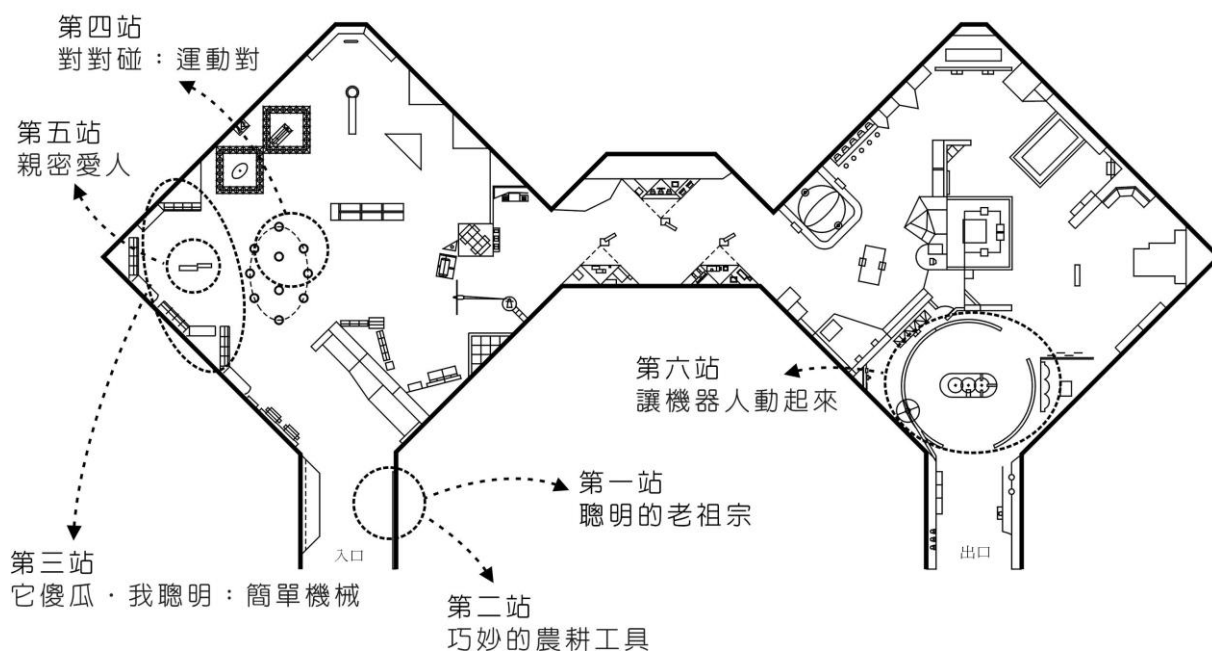 第四站
對對碰：運動對
第五站
親密愛人
第六站
讓機器人動起來
第一站
聰明的老祖宗
入口
出口
第三站
它傻瓜．我聰明：簡單機械
第二站
巧妙的農耕工具